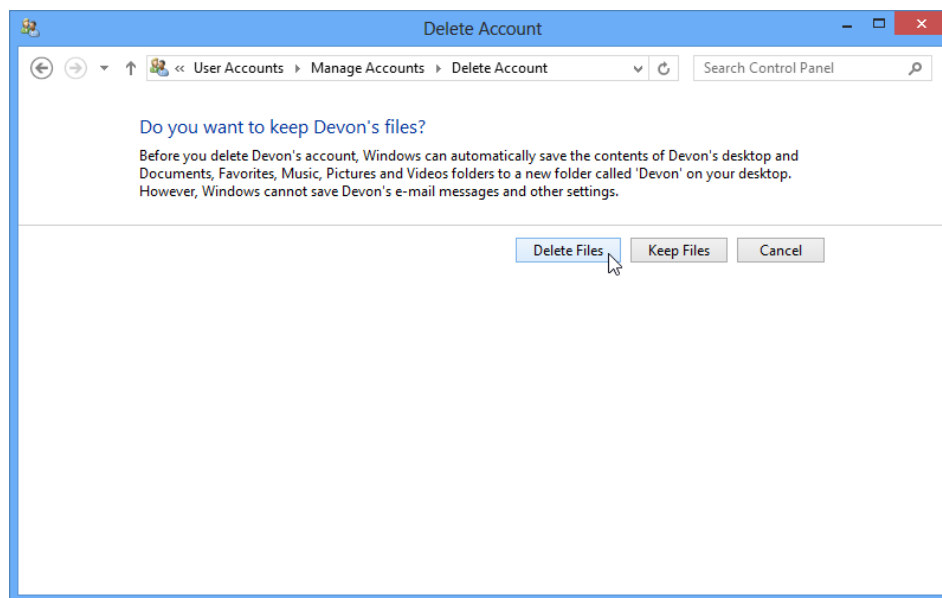 Delete Account
« User Accounts Manage Accounts Delete Account Search Control Panel
Do you want to keep Devon's files?
Before you delete Devon's account, Windows can automatically save the contents of Devon's desktop and
Documents, Favorites, Music, Pictures and Videos folders to a new folder called 'Devon' on your desktop.
However, Windows cannot save Devon's e-mail messages and other settings.
Delete Files Keep Files Cancel